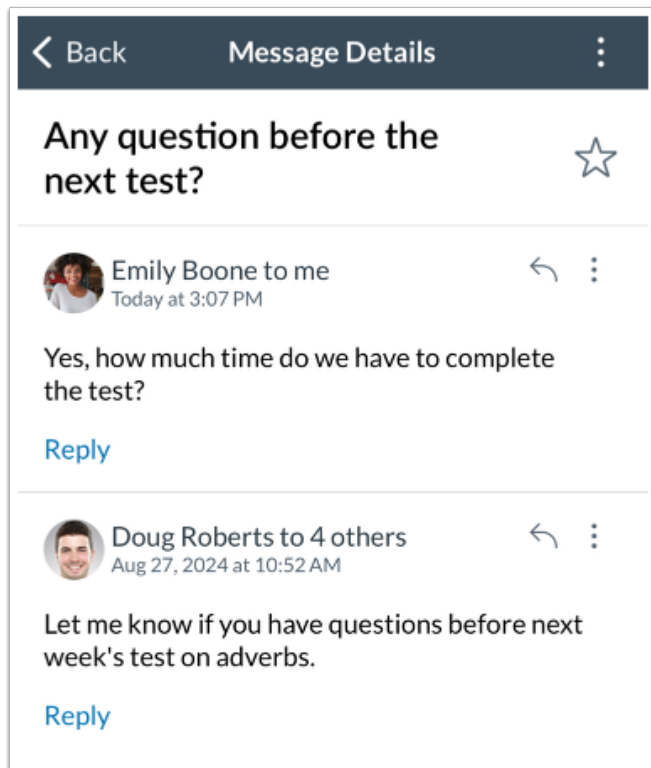 Back
Message Details
Any question before the
next test?
Emily Boone to me
Today at 3:07 PM
Yes, how much time do we have to complete
the test?
Reply
Doug Roberts to 4 others
Aug 27, 2024 at 10:52 AM
Let me know if you have questions before next
week's test on adverbs.
Reply